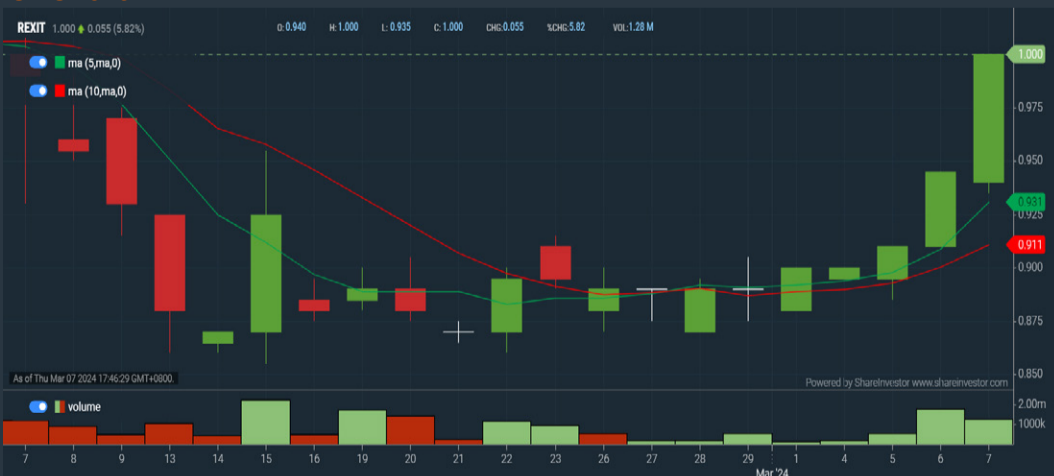 REXIT 1.000 0.055 (5.82%) O: 0.940 H: 1.000 L: 0.935 C: 1.000 CHG:0.055 %CHG:5.82 VOL:1.28 M
ma (5,ma,0)
ma (10,ma,0)
1.000
0.975
0.950
0.931
0.925
0.911
0.900
0.875
0.850
As of Thu Mar 07 2024 17:46:29 GMT+0800.
Powered by ShareInvestor www.shareinvestor.com
volume
2.00m
1000k
7 8 9 13 14 15 16 19 20 21 22 23 26 27 28 29 1 4 5 6 7
Mar '24